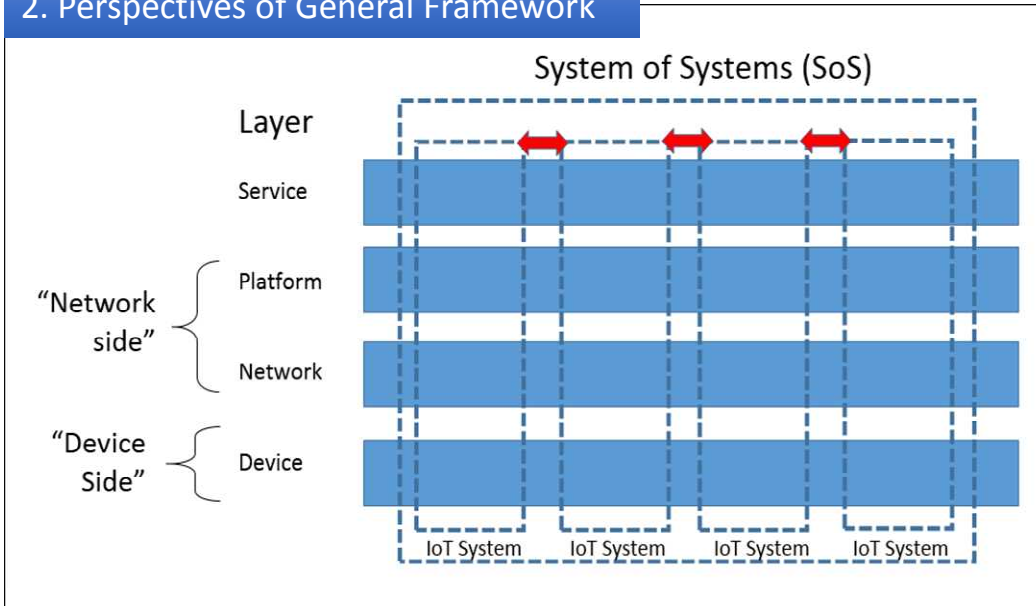 2. Perspectives of General Framework
System of Systems (SoS)
Layer
Service
Platform
“Network
side”
Network
“Device
Side”
Device
IoT System
IoT System
IoT System
IoT System